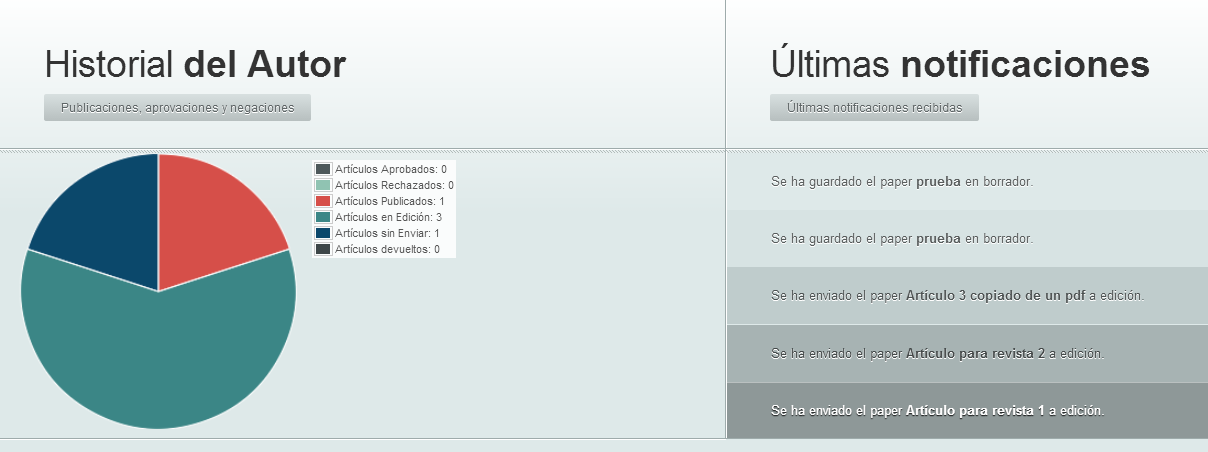 Historial del Autor
Publicaciones, aprovaciones y negaciones
Artículos Aprobados: 0
Artículos Rechazados: 0
Artículos Publicados: 1
Artículos en Edición: 3
Artículos sin Enviar: 1
Artículos devueltos: 0
Últimas notificaciones
Últimas notificaciones recibidas
Se ha guardado el paper prueba en borrador.
Se ha guardado el paper prueba en borrador.
Se ha enviado el paper Artículo 3 copiado de un pdf a edición.
Se ha enviado el paper Artículo para revista 2 a edición.
Se ha enviado el paper Artículo para revista 1 a edición.